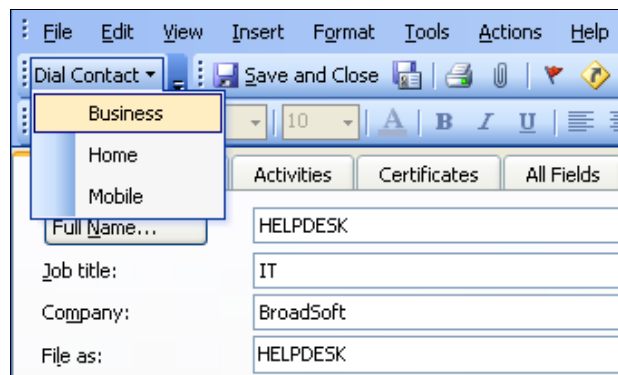 File Edit View Insert Format Tools Actions Help
Dial Contact Save and Close
Business
10 A B I U
Home
Activities Certificates All Fields
Mobile
Full Name... HELPDESK
Job title: IT
Company: BroadSoft
File as: HELPDESK